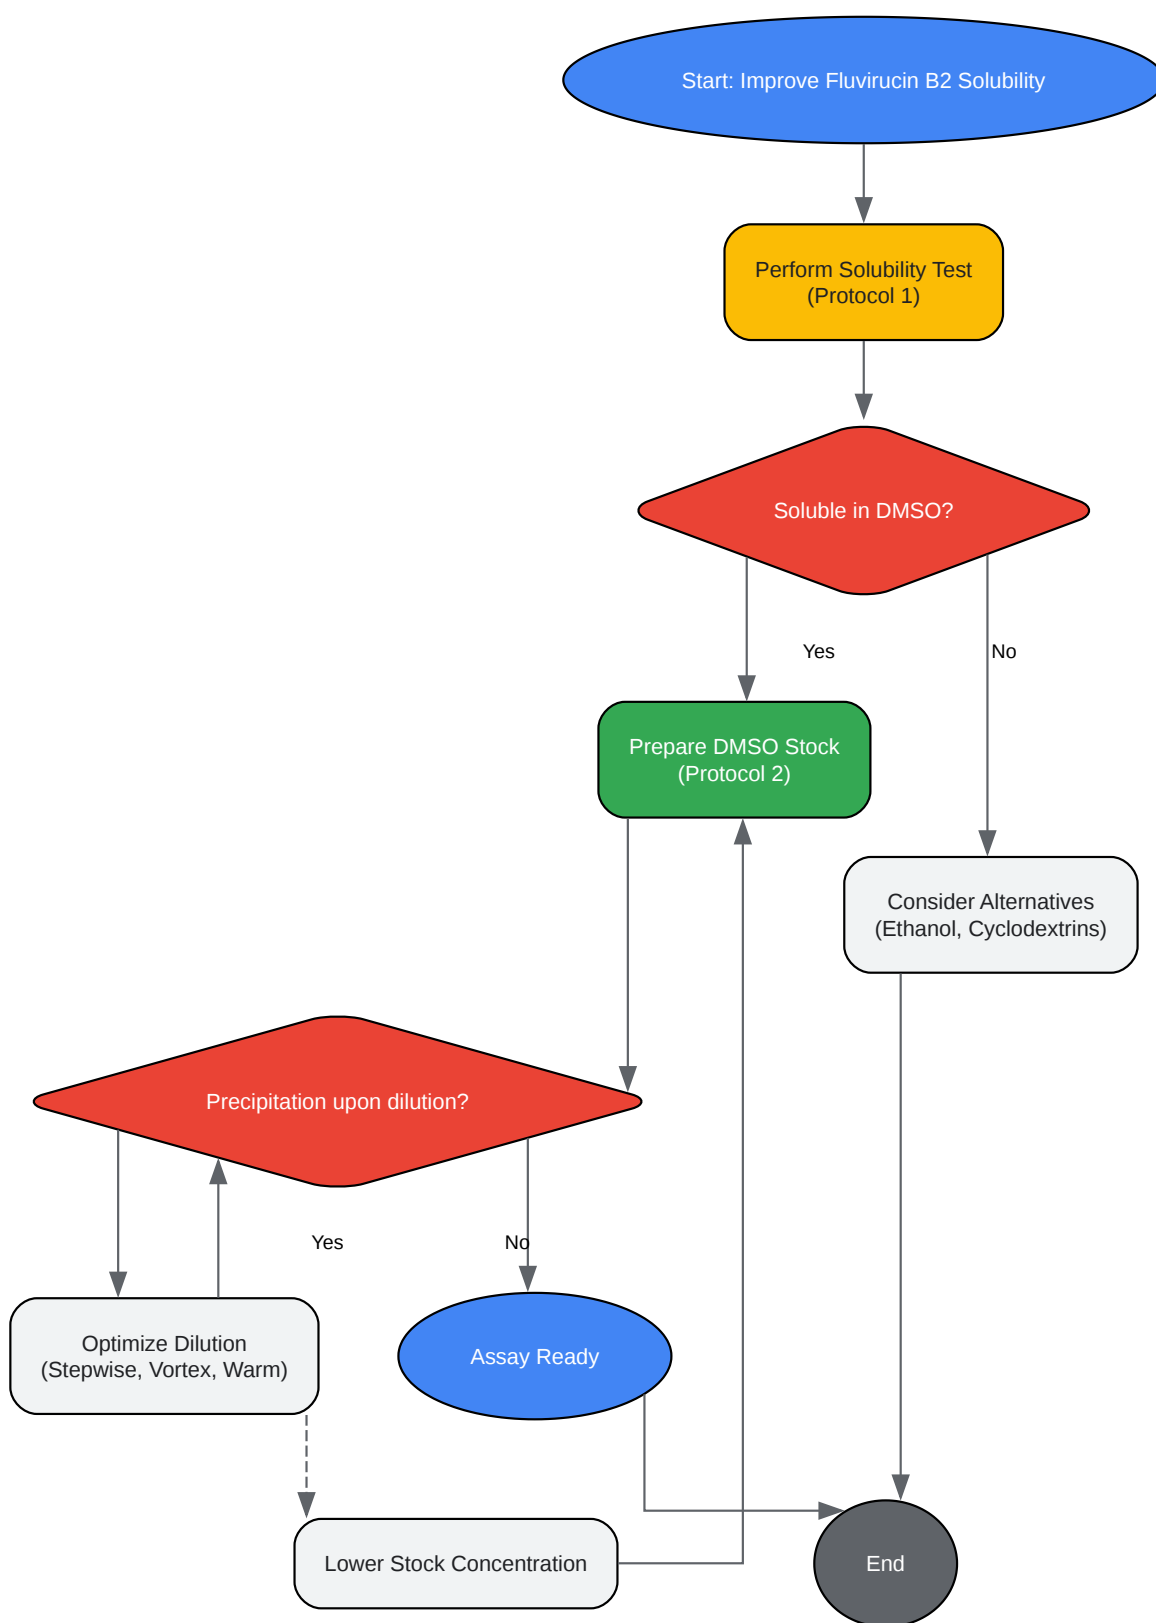 Start: Improve Fluvirucin B2 Solubility
Perform Solubility Test
(Protocol 1)
Soluble in DMSO?
Yes
No
Prepare DMSO Stock
(Protocol 2)
Consider Alternatives
(Ethanol, Cyclodextrins)
Precipitation upon dilution?
Yes
No
Optimize Dilution
(Stepwise, Vortex, Warm)
Assay Ready
Lower Stock Concentration
End